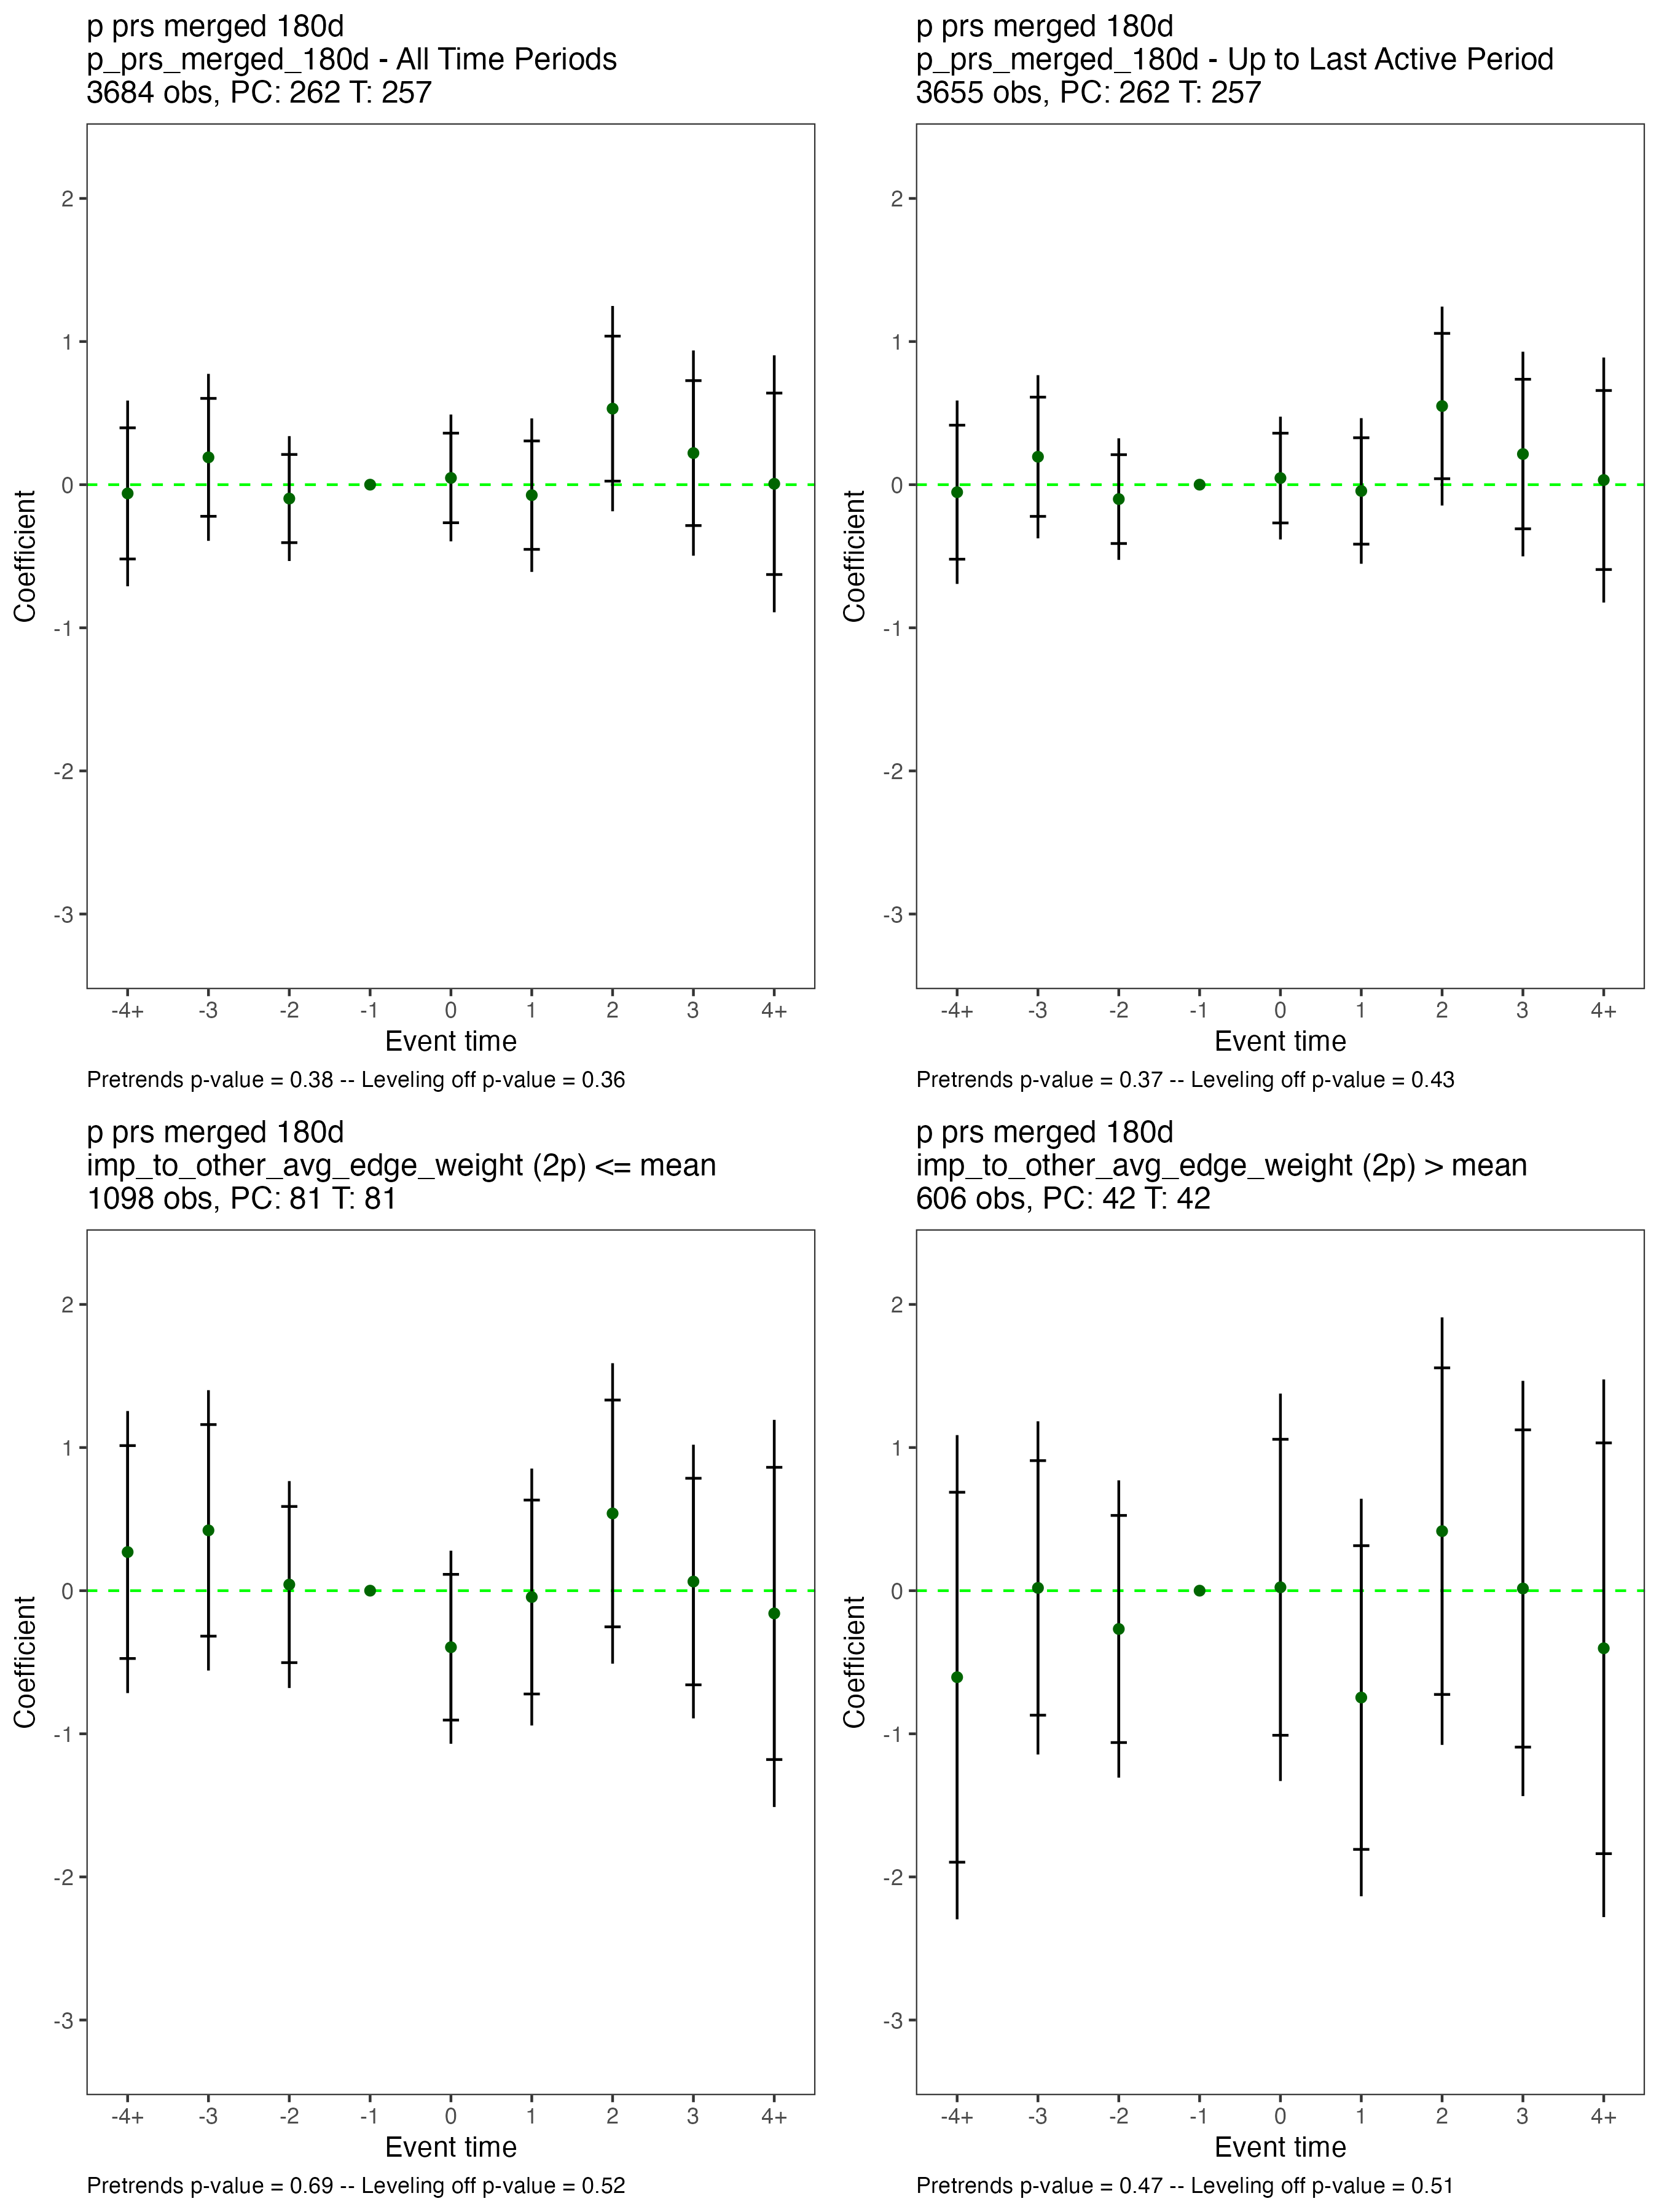 p prs merged 180d
p_prs_merged_180d - All Time Periods
3684 obs, PC: 262 T: 257
2
1
0
-1
-2
-3
Coefficient
-4+ -3 -2 -1 0 1 2 3 4+
Event time
Pretrends p-value = 0.38 -- Leveling off p-value = 0.36
p prs merged 180d
p_prs_merged_180d - Up to Last Active Period
3655 obs, PC: 262 T: 257
2
1
0
-1
-2
-3
Coefficient
-4+ -3 -2 -1 0 1 2 3 4+
Event time
Pretrends p-value = 0.37 -- Leveling off p-value = 0.43
p prs merged 180d
imp_to_other_avg_edge_weight (2p) <= mean
1098 obs, PC: 81 T: 81
2
1
0
-1
-2
-3
Coefficient
-4+ -3 -2 -1 0 1 2 3 4+
Event time
Pretrends p-value = 0.69 -- Leveling off p-value = 0.52
p prs merged 180d
imp_to_other_avg_edge_weight (2p) > mean
606 obs, PC: 42 T: 42
2
1
0
-1
-2
-3
Coefficient
-4+ -3 -2 -1 0 1 2 3 4+
Event time
Pretrends p-value = 0.47 -- Leveling off p-value = 0.51